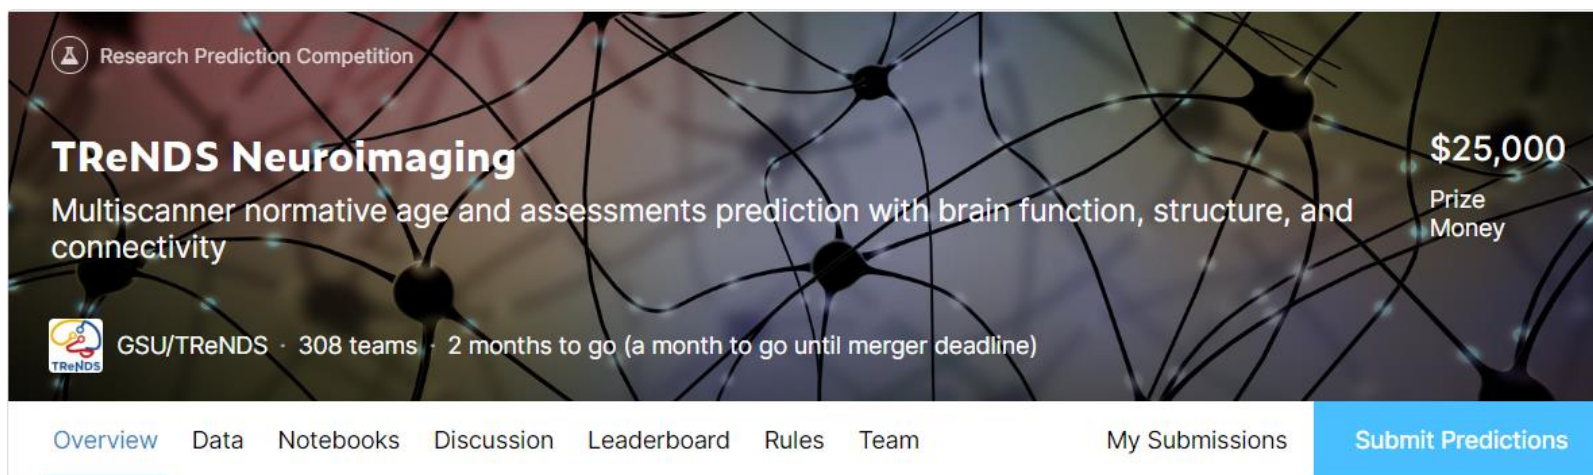 Research Prediction Competition
TReNDS Neuroimaging
Multiscanner normative age and assessments prediction with brain function, structure, and
connectivity
$25,000
Prize
Money
TReNDS
GSU/TReNDS · 308 teams · 2 months to go (a month to go until merger deadline)
Overview Data Notebooks Discussion Leaderboard Rules Team My Submissions Submit Predictions